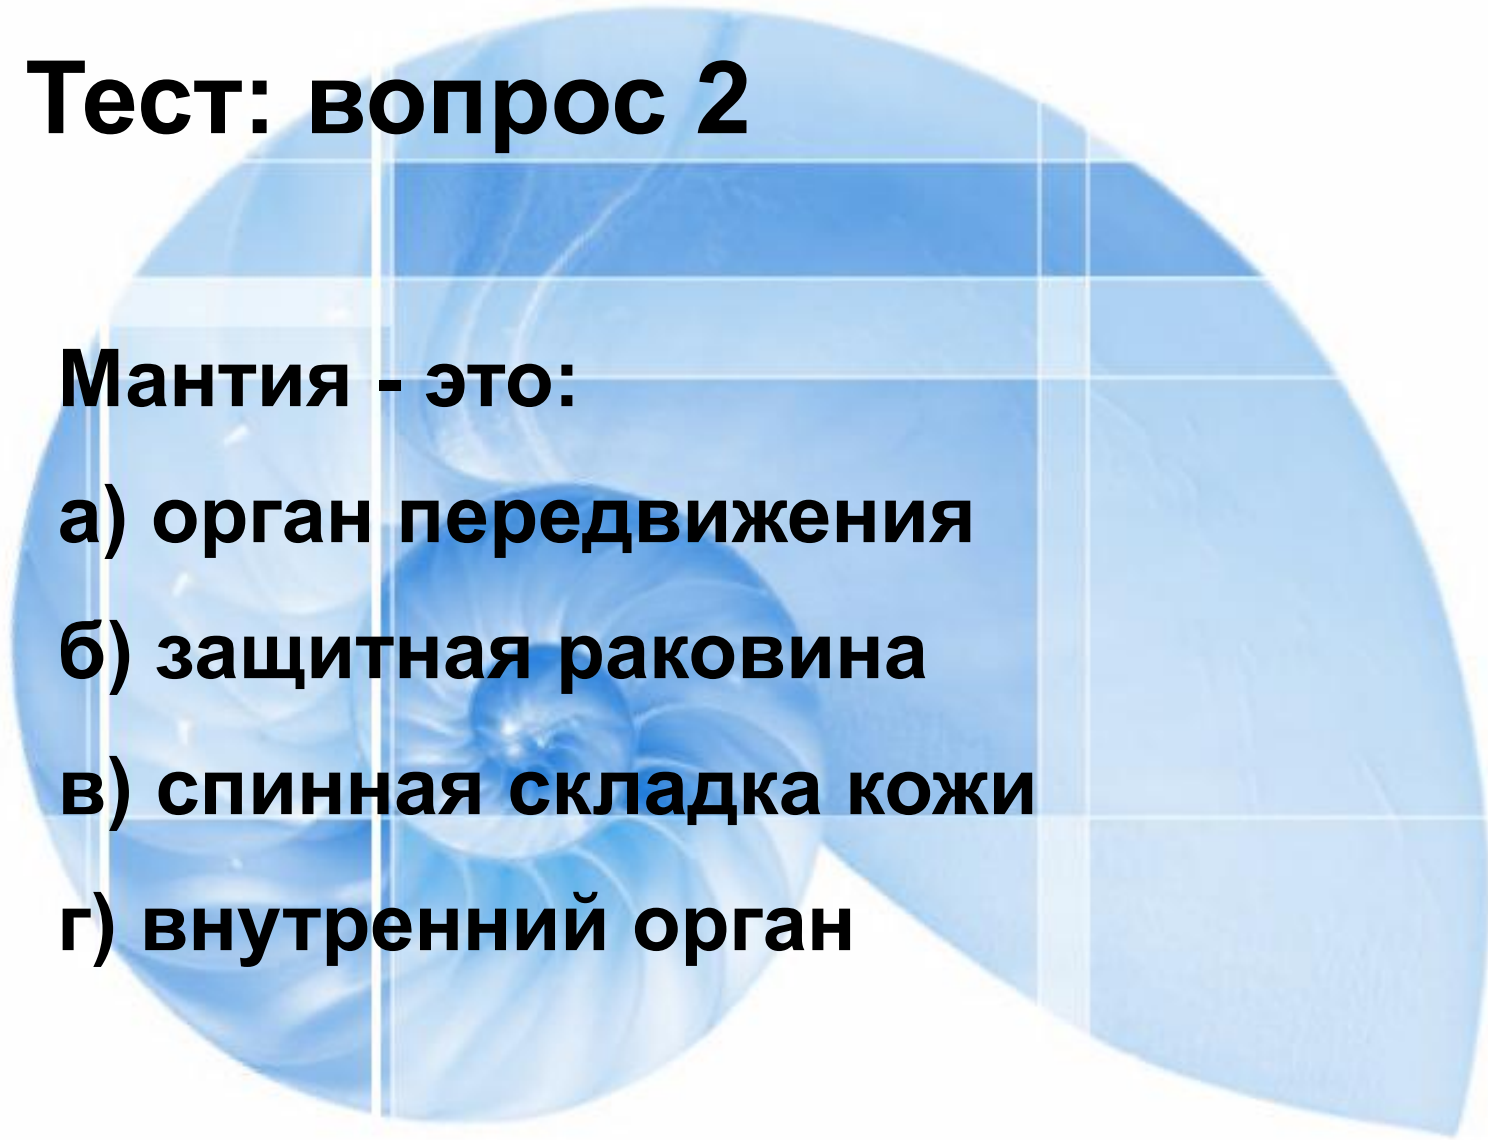 Тест: вопрос 2
Мантия - это:
а) орган передвижения
б) защитная раковина
в) спинная складка кожи
г) внутренний орган